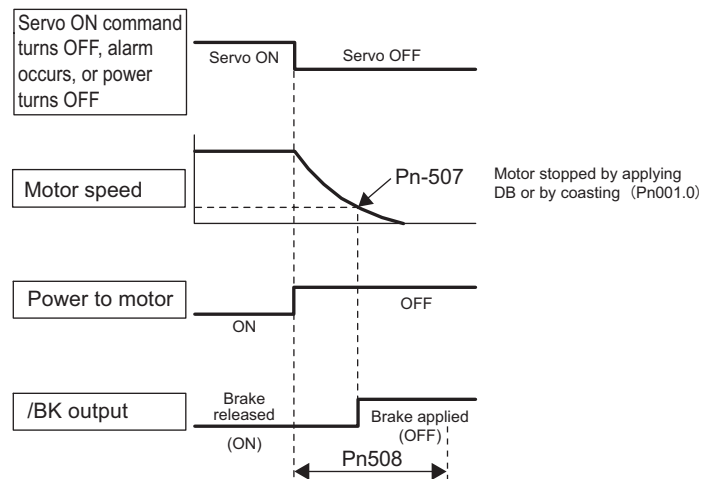 Servo ON command
turns OFF, alarm
occurs, or power
turns OFF
Servo ON
Servo OFF
Motor speed
Pn-507
Motor stopped by applying
DB or by coasting (Pn001.0)
Power to motor
ON
OFF
/BK output
Brake
released
(ON)
Brake applied
(OFF)
Pn508